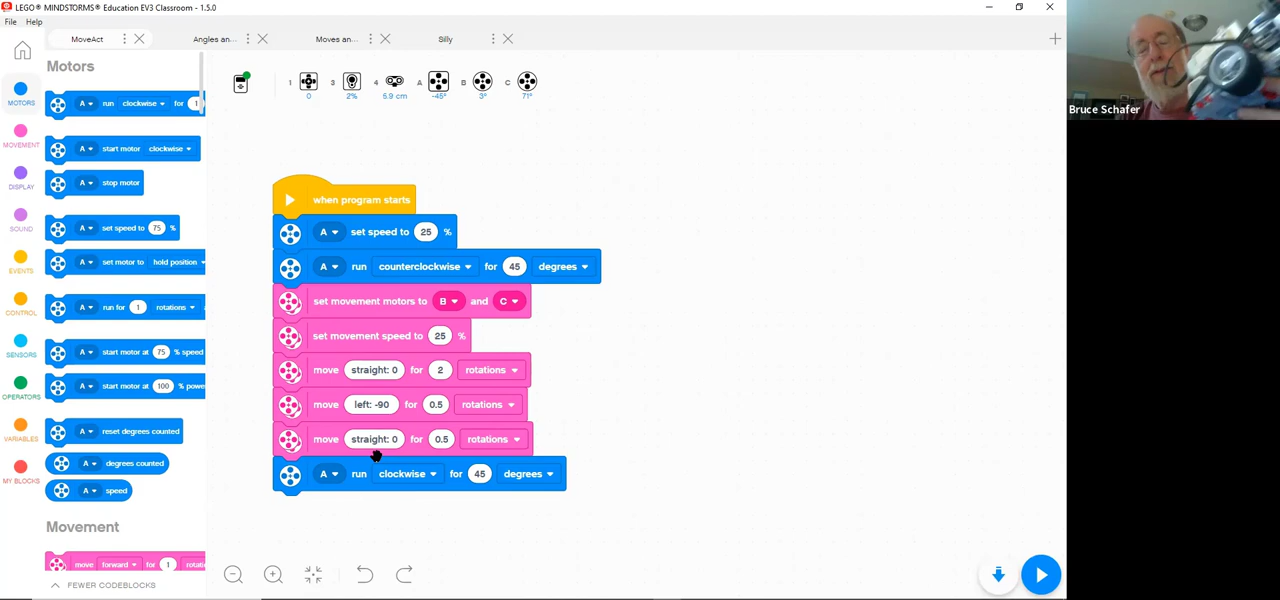 LEGO® MINDSTORMS® Education EV3 Classroom - 1.5.0
File Help
MoveAct Angles an... Moves an... Silly
1 3 4 A B C
0 2% 5.9 cm -45° 3° 71°
Motors
MOTORS
MOVEMENT
DISPLAY
SOUND
EVENTS
CONTROL
SENSORS
OPERATORS
VARIABLES
MY BLOCKS
A run clockwise for 1
A start motor clockwise
A stop motor
A set speed to 75 %
A set motor to hold position
A run for 1 rotations
A start motor at 75 % speed
A start motor at 100 % powe
A reset degrees counted
A degrees counted
A speed
Movement
move forward for 1 rotati
FEWER CODEBLOCKS
when program starts
A set speed to 25 %
A run counterclockwise for 45 degrees
set movement motors to B and C
set movement speed to 25 %
move straight: 0 for 2 rotations
move left: -90 for 0.5 rotations
move straight: 0 for 0.5 rotations
A run clockwise for 45 degrees
Bruce Schafer